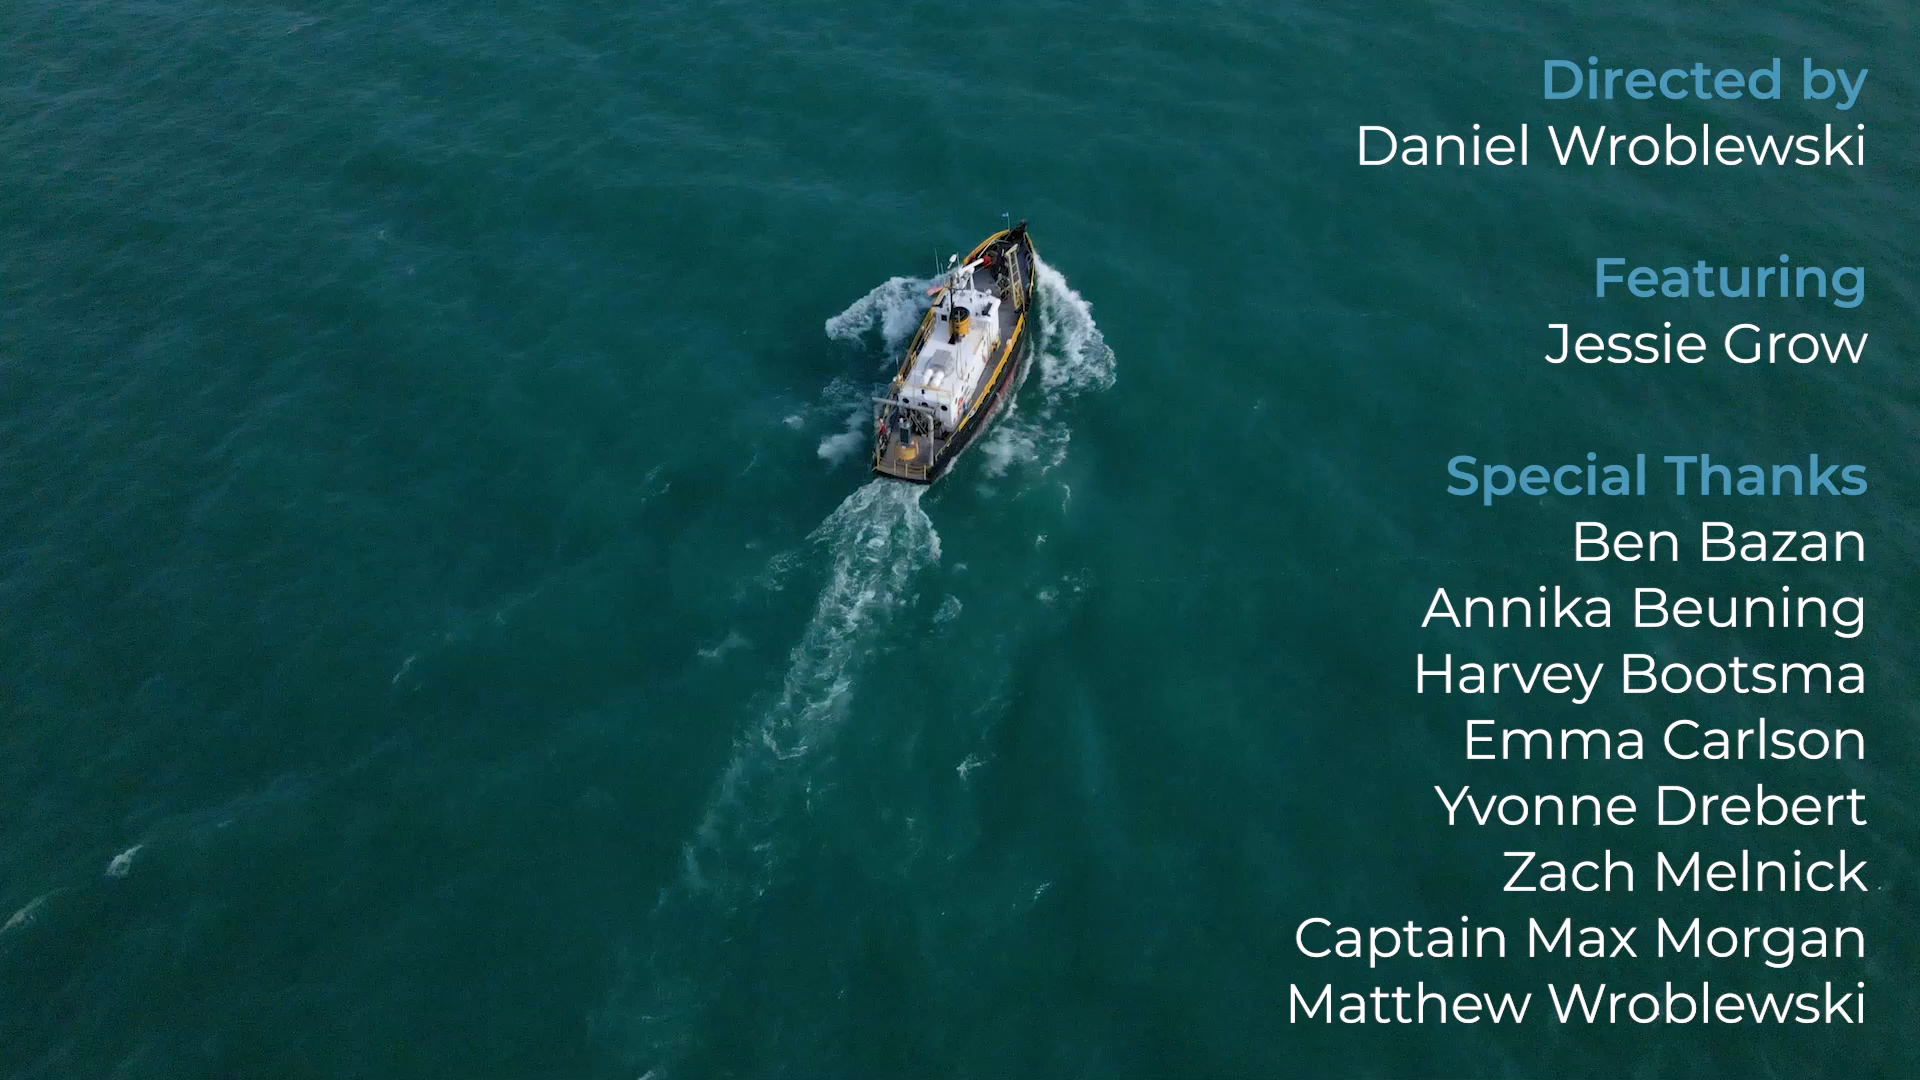 Directed by
Daniel Wroblewski
Featuring
Jessie Grow
Special Thanks
Ben Bazan
Annika Beuning
Harvey Bootsma
Emma Carlson
Yvonne Drebert
Zach Melnick
Captain Max Morgan
Matthew Wroblewski